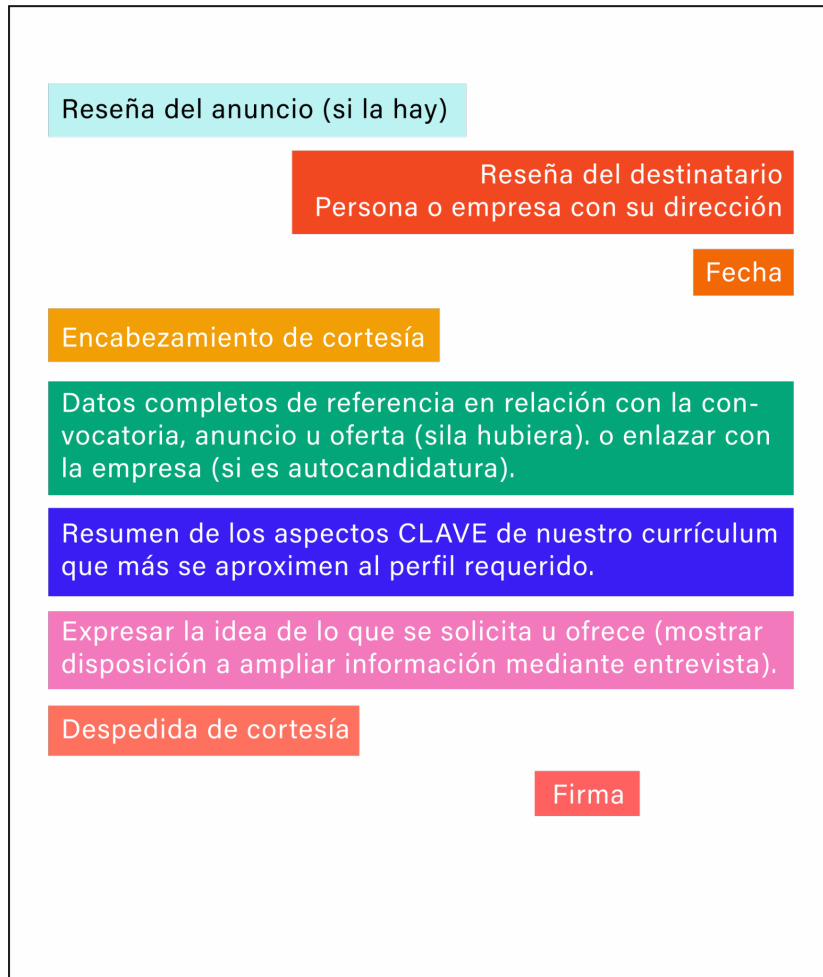 Reseña del anuncio (si la hay)
Reseña del destinatario
Persona o empresa con su dirección
Fecha
Encabezamiento de cortesía
Datos completos de referencia en relación con la con-
vocatoria, anuncio u oferta (sila hubiera). o enlazar con
la empresa (si es autocandidatura).
Resumen de los aspectos CLAVE de nuestro currículum
que más se aproximen al perfil requerido.
Expresar la idea de lo que se solicita u ofrece (mostrar
disposición a ampliar información mediante entrevista).
Despedida de cortesía
Firma